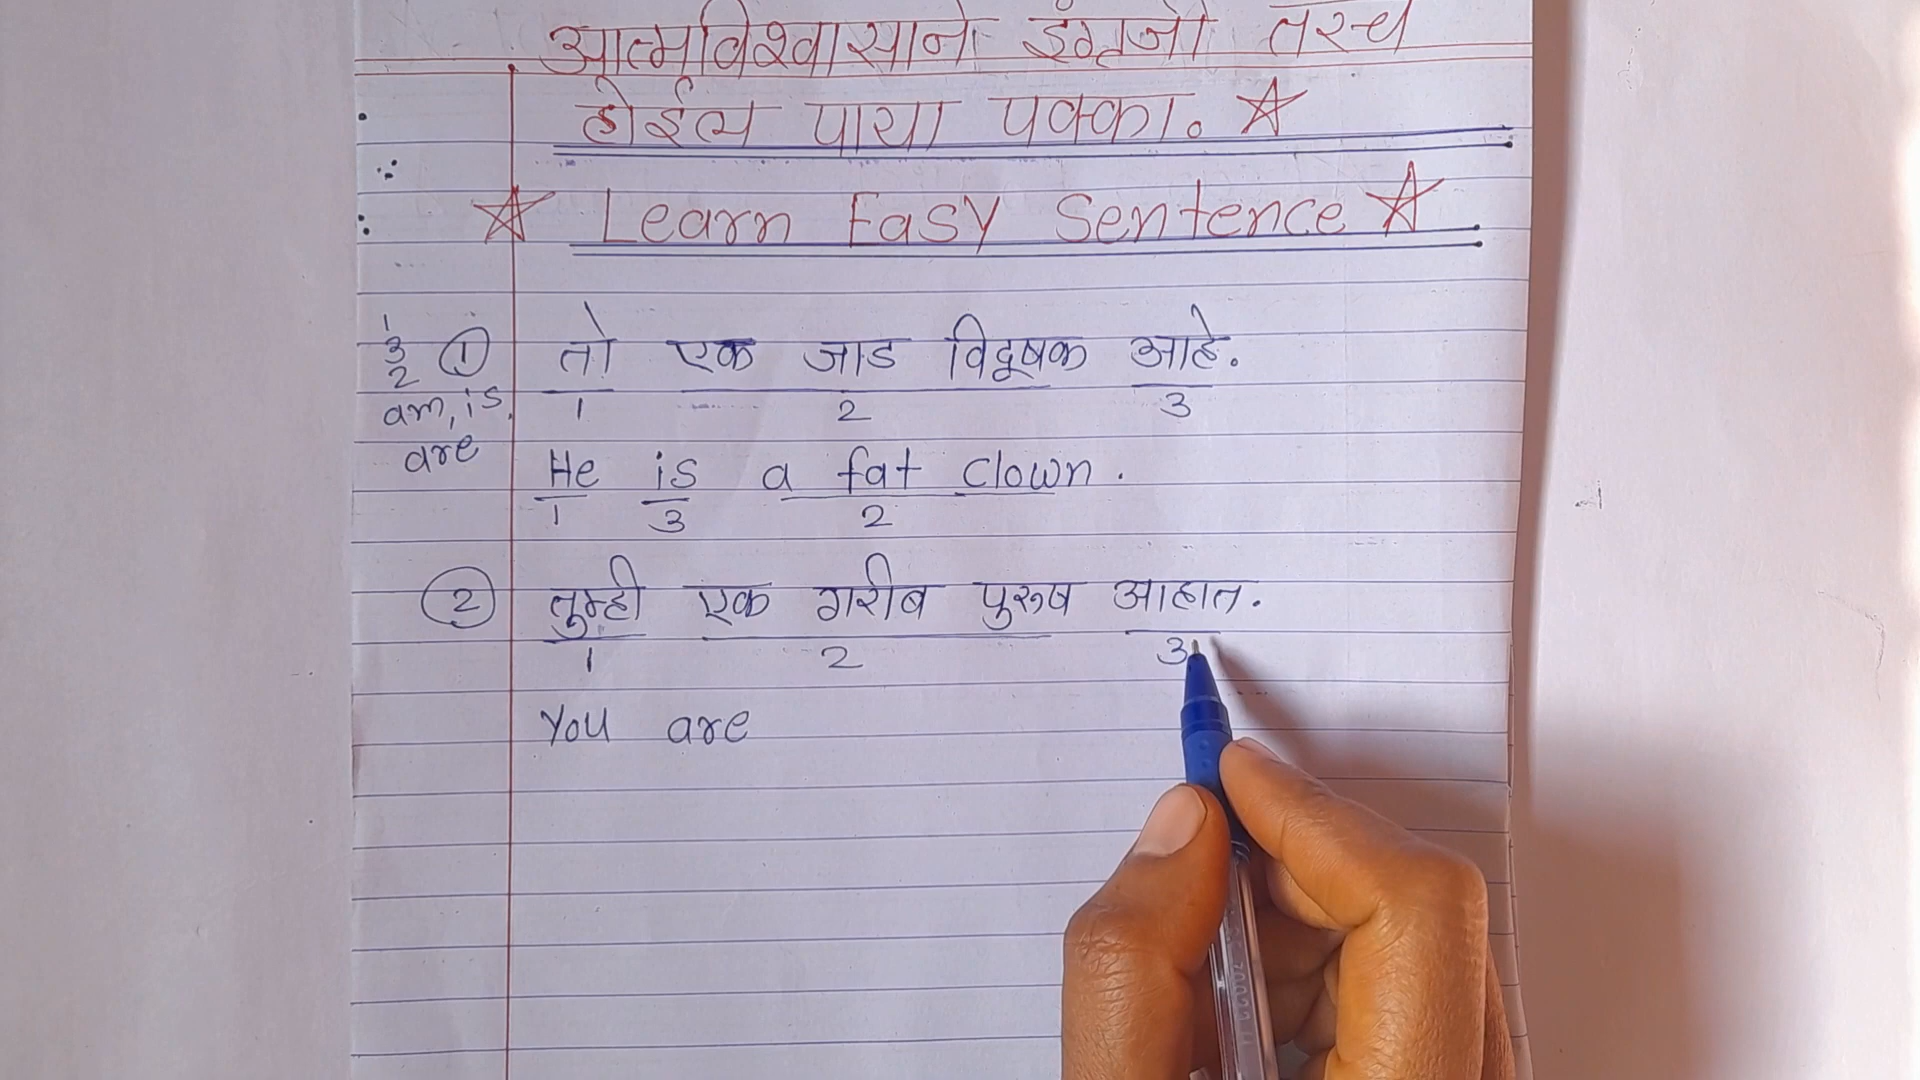 आत्मविश्वासाने इंग्रजी तरच
होईल पाया पक्का. ☆
☆ Learn Easy Sentence ☆
1
3
2
am, is,
are
① तो एक जाड विदूषक आहे.
1 2 3
He is a fat clown.
1 3 2
② तुम्ही एक गरीब पुरुष आहात.
1 2 3
You are